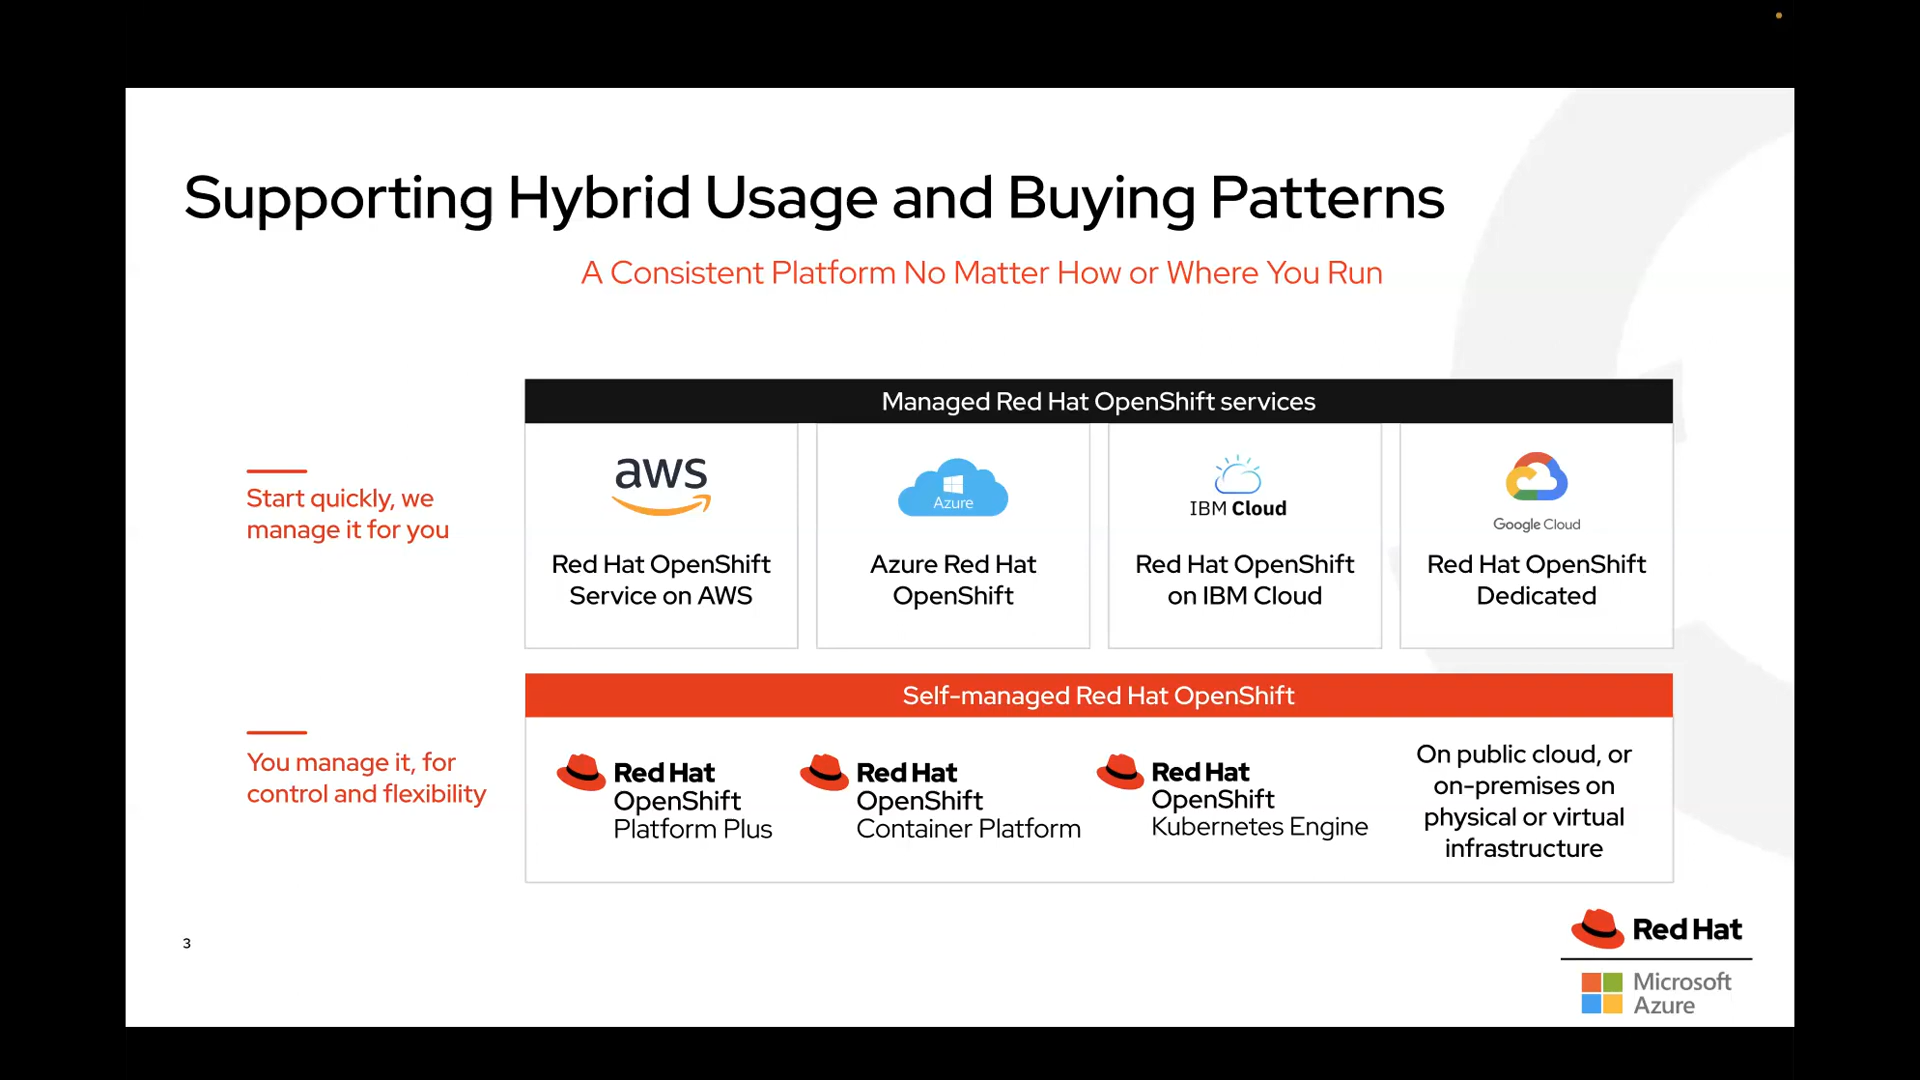 Supporting Hybrid Usage and Buying Patterns
A Consistent Platform No Matter How or Where You Run
Managed Red Hat OpenShift services
Start quickly, we
manage it for you
aws
Red Hat OpenShift
Service on AWS
Azure
Azure Red Hat
OpenShift
IBM Cloud
Red Hat OpenShift
on IBM Cloud
Google Cloud
Red Hat OpenShift
Dedicated
Self-managed Red Hat OpenShift
You manage it, for
control and flexibility
Red Hat
OpenShift
Platform Plus
Red Hat
OpenShift
Container Platform
Red Hat
OpenShift
Kubernetes Engine
On public cloud, or
on-premises on
physical or virtual
infrastructure
3
Red Hat
Microsoft
Azure